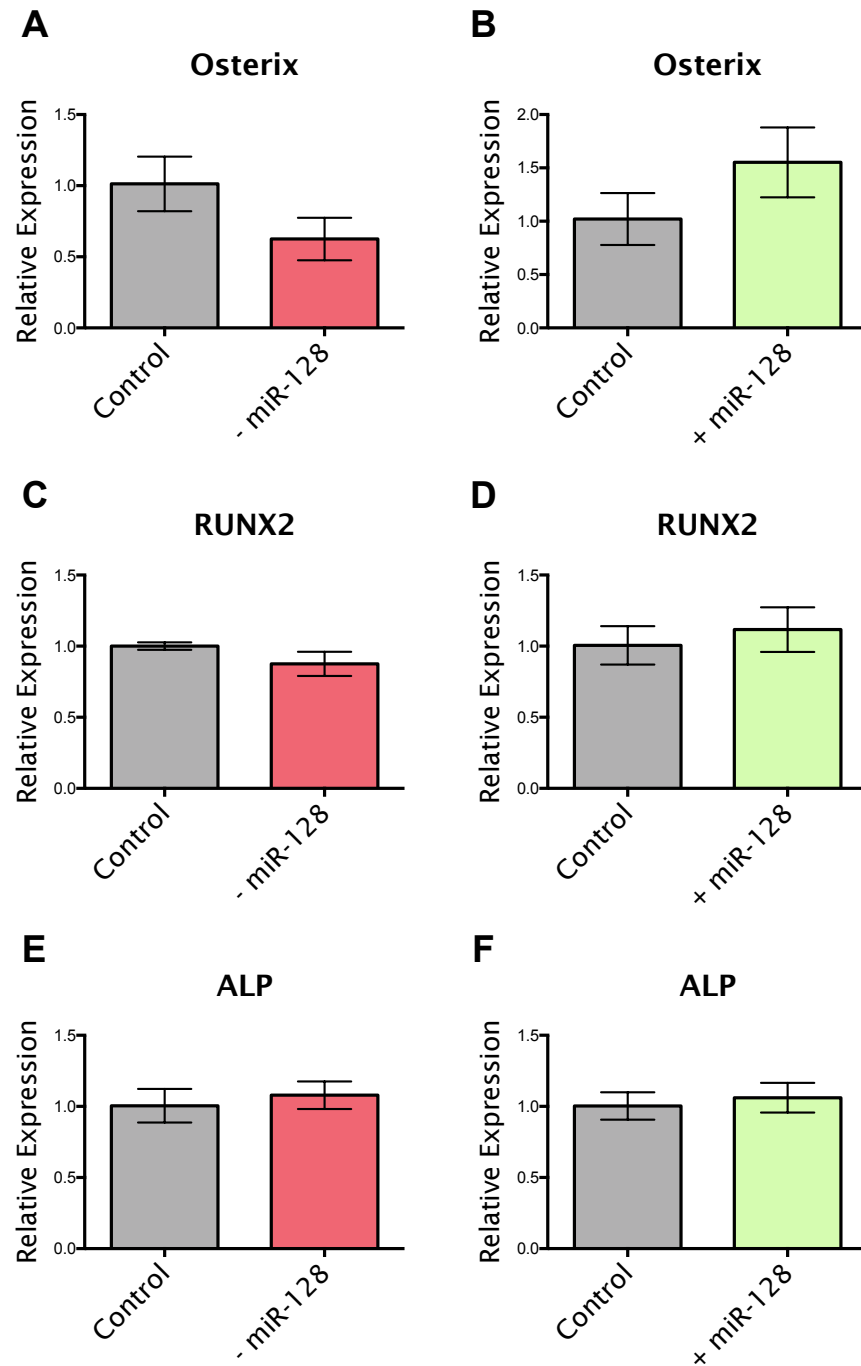 A
Osterix
Relative Expression
1.5
1.0
0.5
0.0
Control
- miR-128
B
Osterix
Relative Expression
2.0
1.5
1.0
0.5
0.0
Control
+ miR-128
C
RUNX2
Relative Expression
1.5
1.0
0.5
0.0
Control
- miR-128
D
RUNX2
Relative Expression
1.5
1.0
0.5
0.0
Control
+ miR-128
E
ALP
Relative Expression
1.5
1.0
0.5
0.0
Control
- miR-128
F
ALP
Relative Expression
1.5
1.0
0.5
0.0
Control
+ miR-128